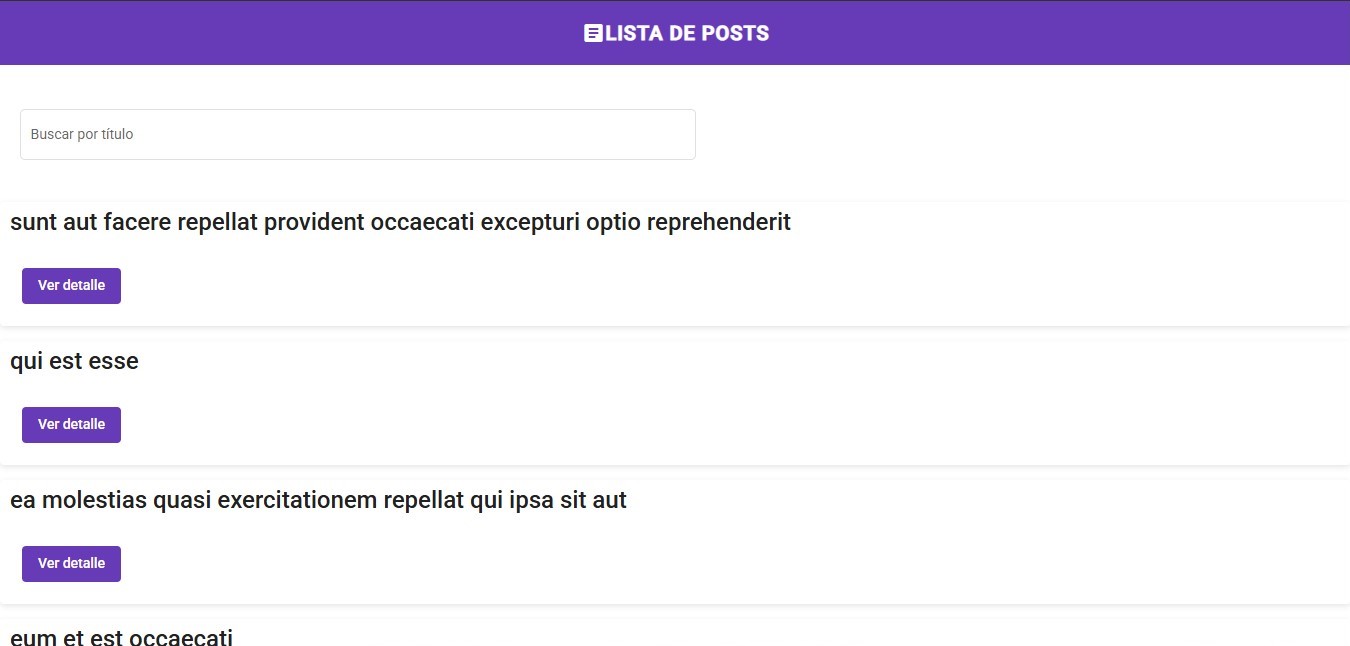 LISTA DE POSTS
Buscar por título
sunt aut facere repellat provident occaecati excepturi optio reprehenderit
Ver detalle
qui est esse
Ver detalle
ea molestias quasi exercitationem repellat qui ipsa sit aut
Ver detalle
eum et est occaecati